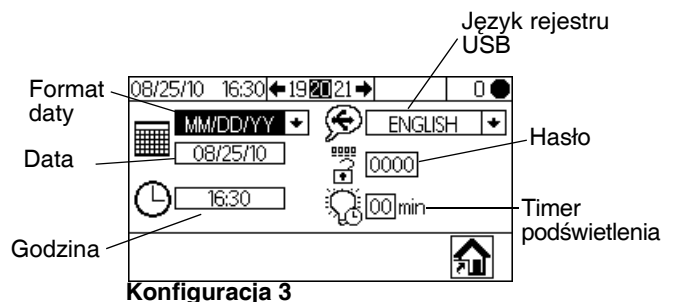 Język rejestru
USB
Format
daty
08/25/10 16:30 19 20 21 0
MM/DD/YY
ENGLISH
Hasło
Data
08/25/10
0000
16:30
00 min
Timer
podświetlenia
Godzina
Konfiguracja 3